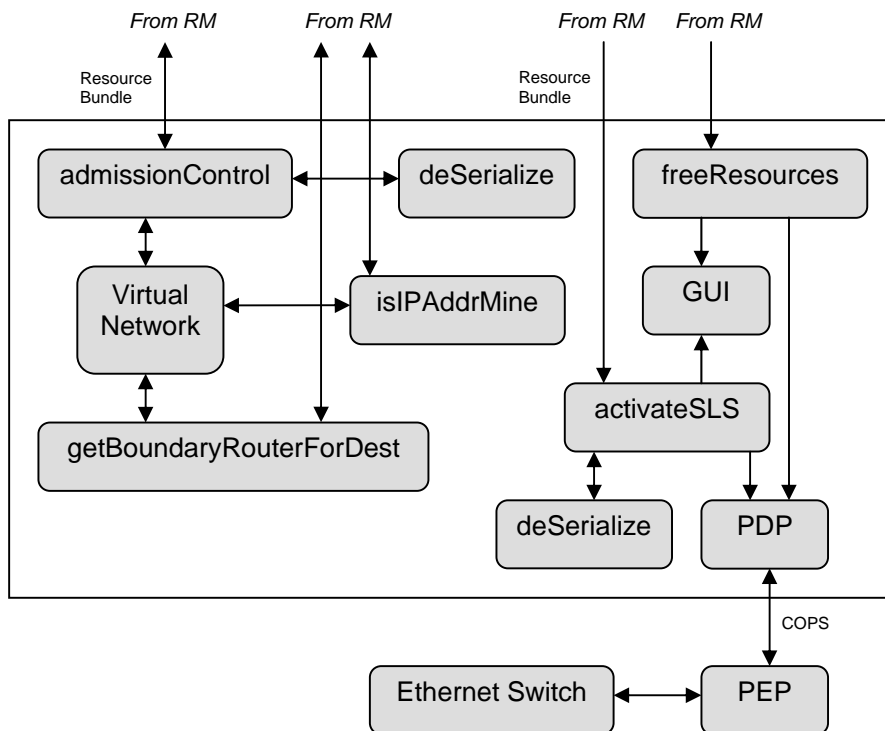 From RM
From RM
From RM
From RM
Resource
Bundle
Resource
Bundle
admissionControl
deSerialize
freeResources
Virtual
Network
isIPAddrMine
GUI
activateSLS
getBoundaryRouterForDest
deSerialize
PDP
COPS
Ethernet Switch
PEP